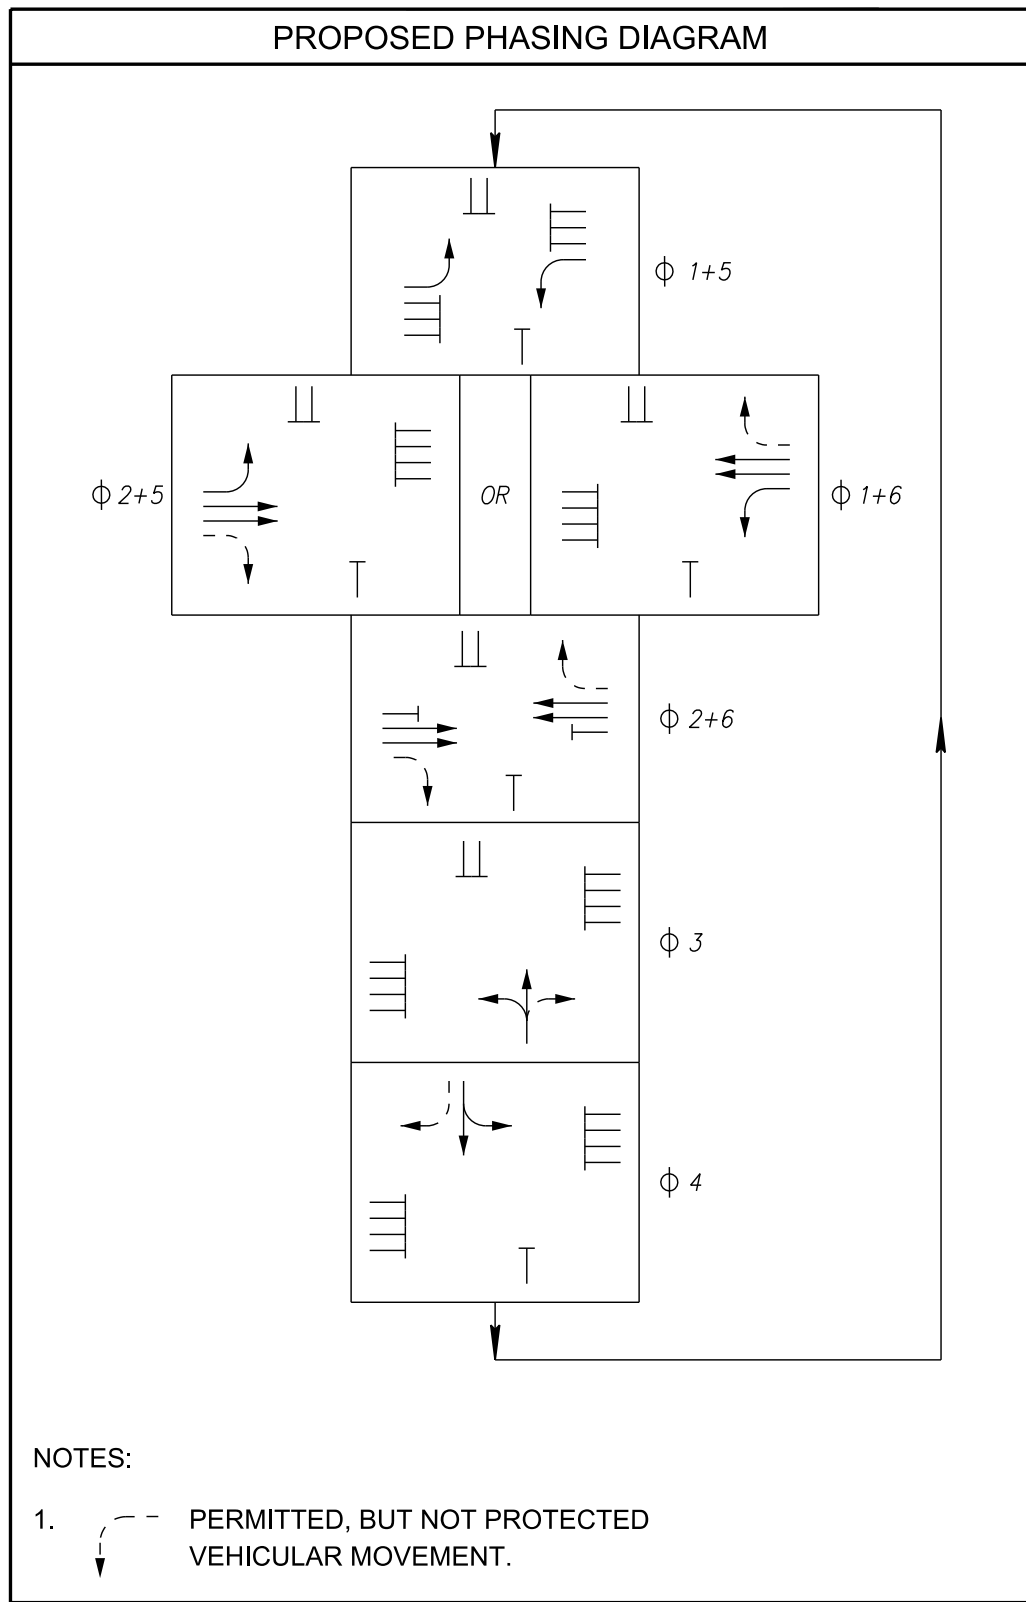 PROPOSED PHASING DIAGRAM
Φ 1+5
Φ 2+5
OR
Φ 1+6
Φ 2+6
Φ 3
Φ 4
NOTES:
1. PERMITTED, BUT NOT PROTECTED
VEHICULAR MOVEMENT.